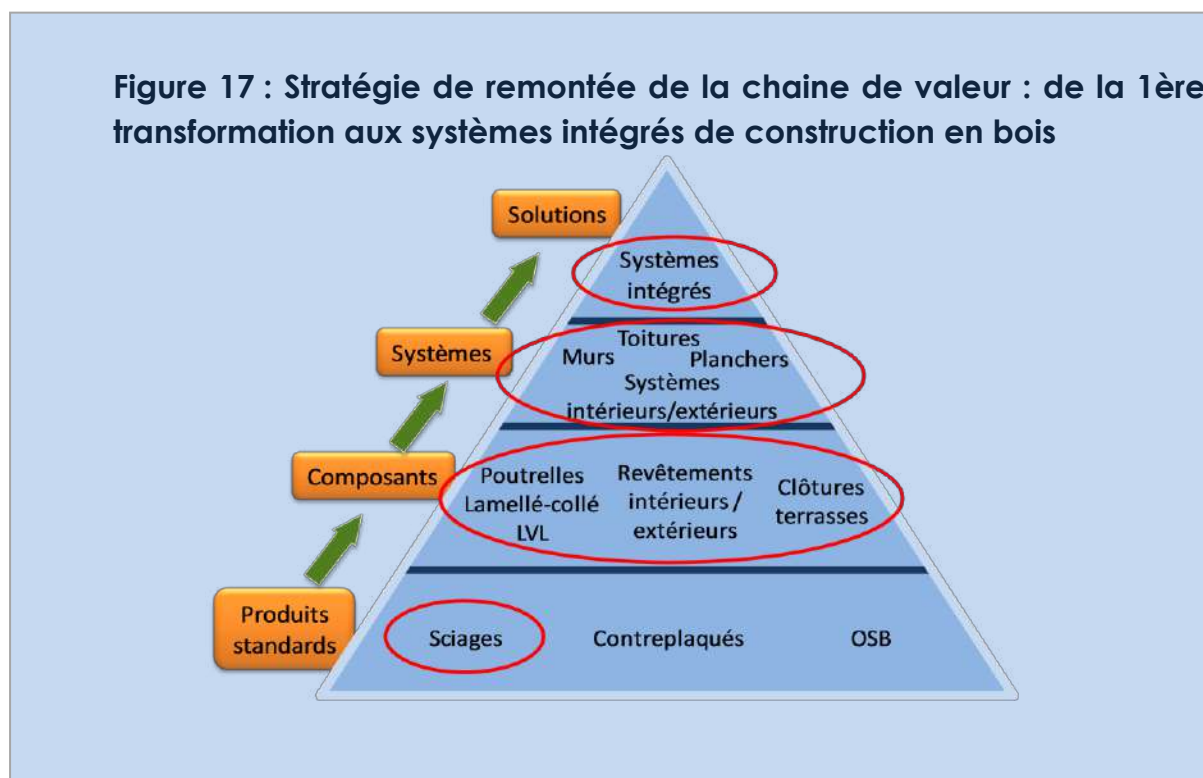 Figure 17 : Stratégie de remontée de la chaine de valeur : de la 1ère
transformation aux systèmes intégrés de construction en bois
Solutions
Systèmes
intégrés
Systèmes
Toitures
Murs Planchers
Systèmes
intérieurs/extérieurs
Composants
Poutrelles
Lamellé-collé
LVL
Revêtements
intérieurs /
extérieurs
Clôtures
terrasses
Produits
standards
Sciages
Contreplaqués
OSB